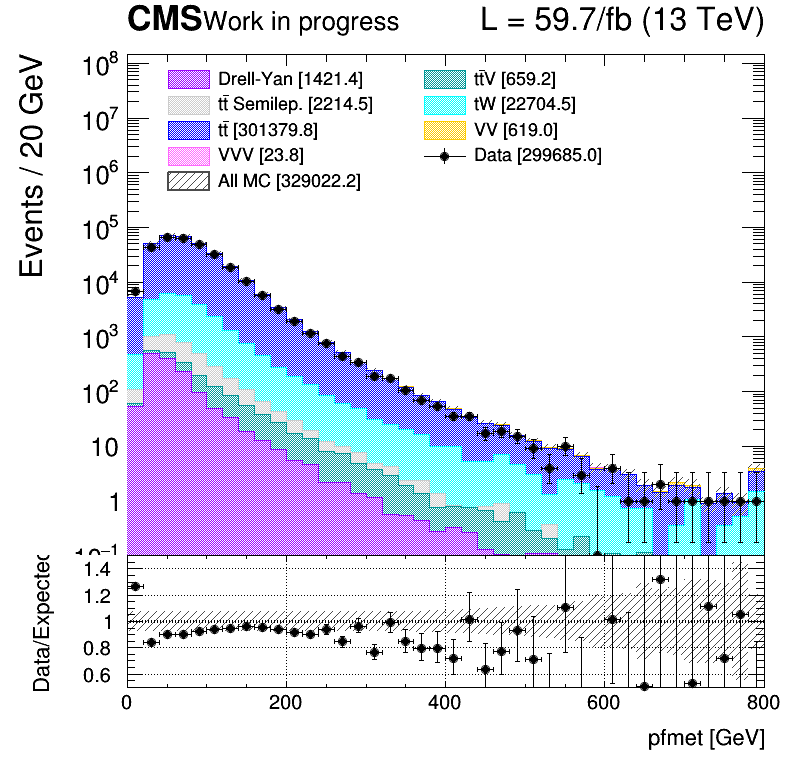 CMS Work in progress L = 59.7/fb (13 TeV)
Events / 20 GeV
10⁸
10⁷
10⁶
10⁵
10⁴
10³
10²
10
1
10⁻¹
Drell-Yan [1421.4]
tt̄ Semilep. [2214.5]
tt̄ [301379.8]
VVV [23.8]
All MC [329022.2]
tt̄V [659.2]
tW [22704.5]
VV [619.0]
Data [299685.0]
Data/Expected
1.4
1.2
1
0.8
0.6
0 200 400 600 800
pfmet [GeV]